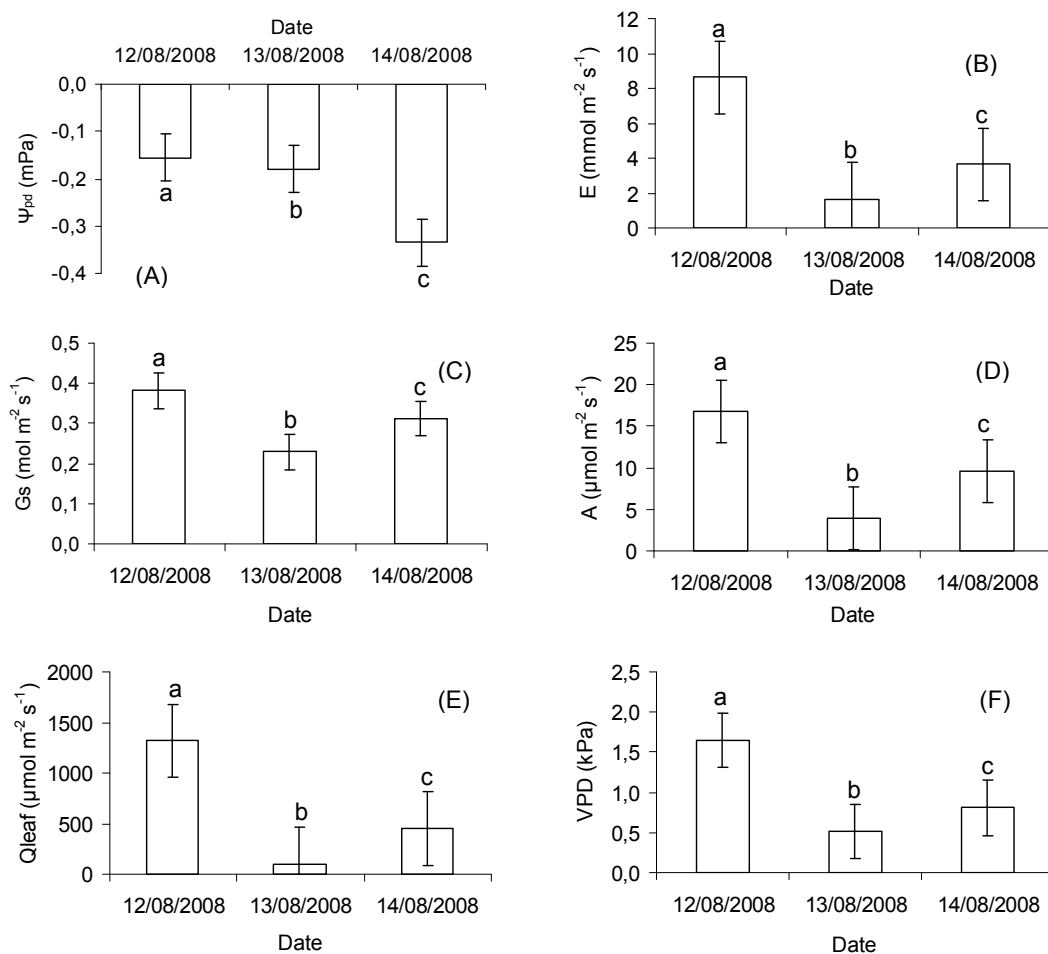 Date
12/08/2008 13/08/2008 14/08/2008
0,0
-0,1
-0,2
-0,3
-0,4
Ψpd (mPa)
a
b
c
(A)
E (mmol m-2 s-1)
12
10
8
6
4
2
0
a
b
c
(B)
12/08/2008 13/08/2008 14/08/2008
Date
Gs (mol m-2 s-1)
0,5
0,4
0,3
0,2
0,1
0,0
a
b
c
(C)
12/08/2008 13/08/2008 14/08/2008
Date
A (µmol m-2 s-1)
25
20
15
10
5
0
a
b
c
(D)
12/08/2008 13/08/2008 14/08/2008
Date
Qleaf (µmol m-2 s-1)
2000
1500
1000
500
0
a
b
c
(E)
12/08/2008 13/08/2008 14/08/2008
Date
VPD (kPa)
2,5
2,0
1,5
1,0
0,5
0,0
a
b
c
(F)
12/08/2008 13/08/2008 14/08/2008
Date